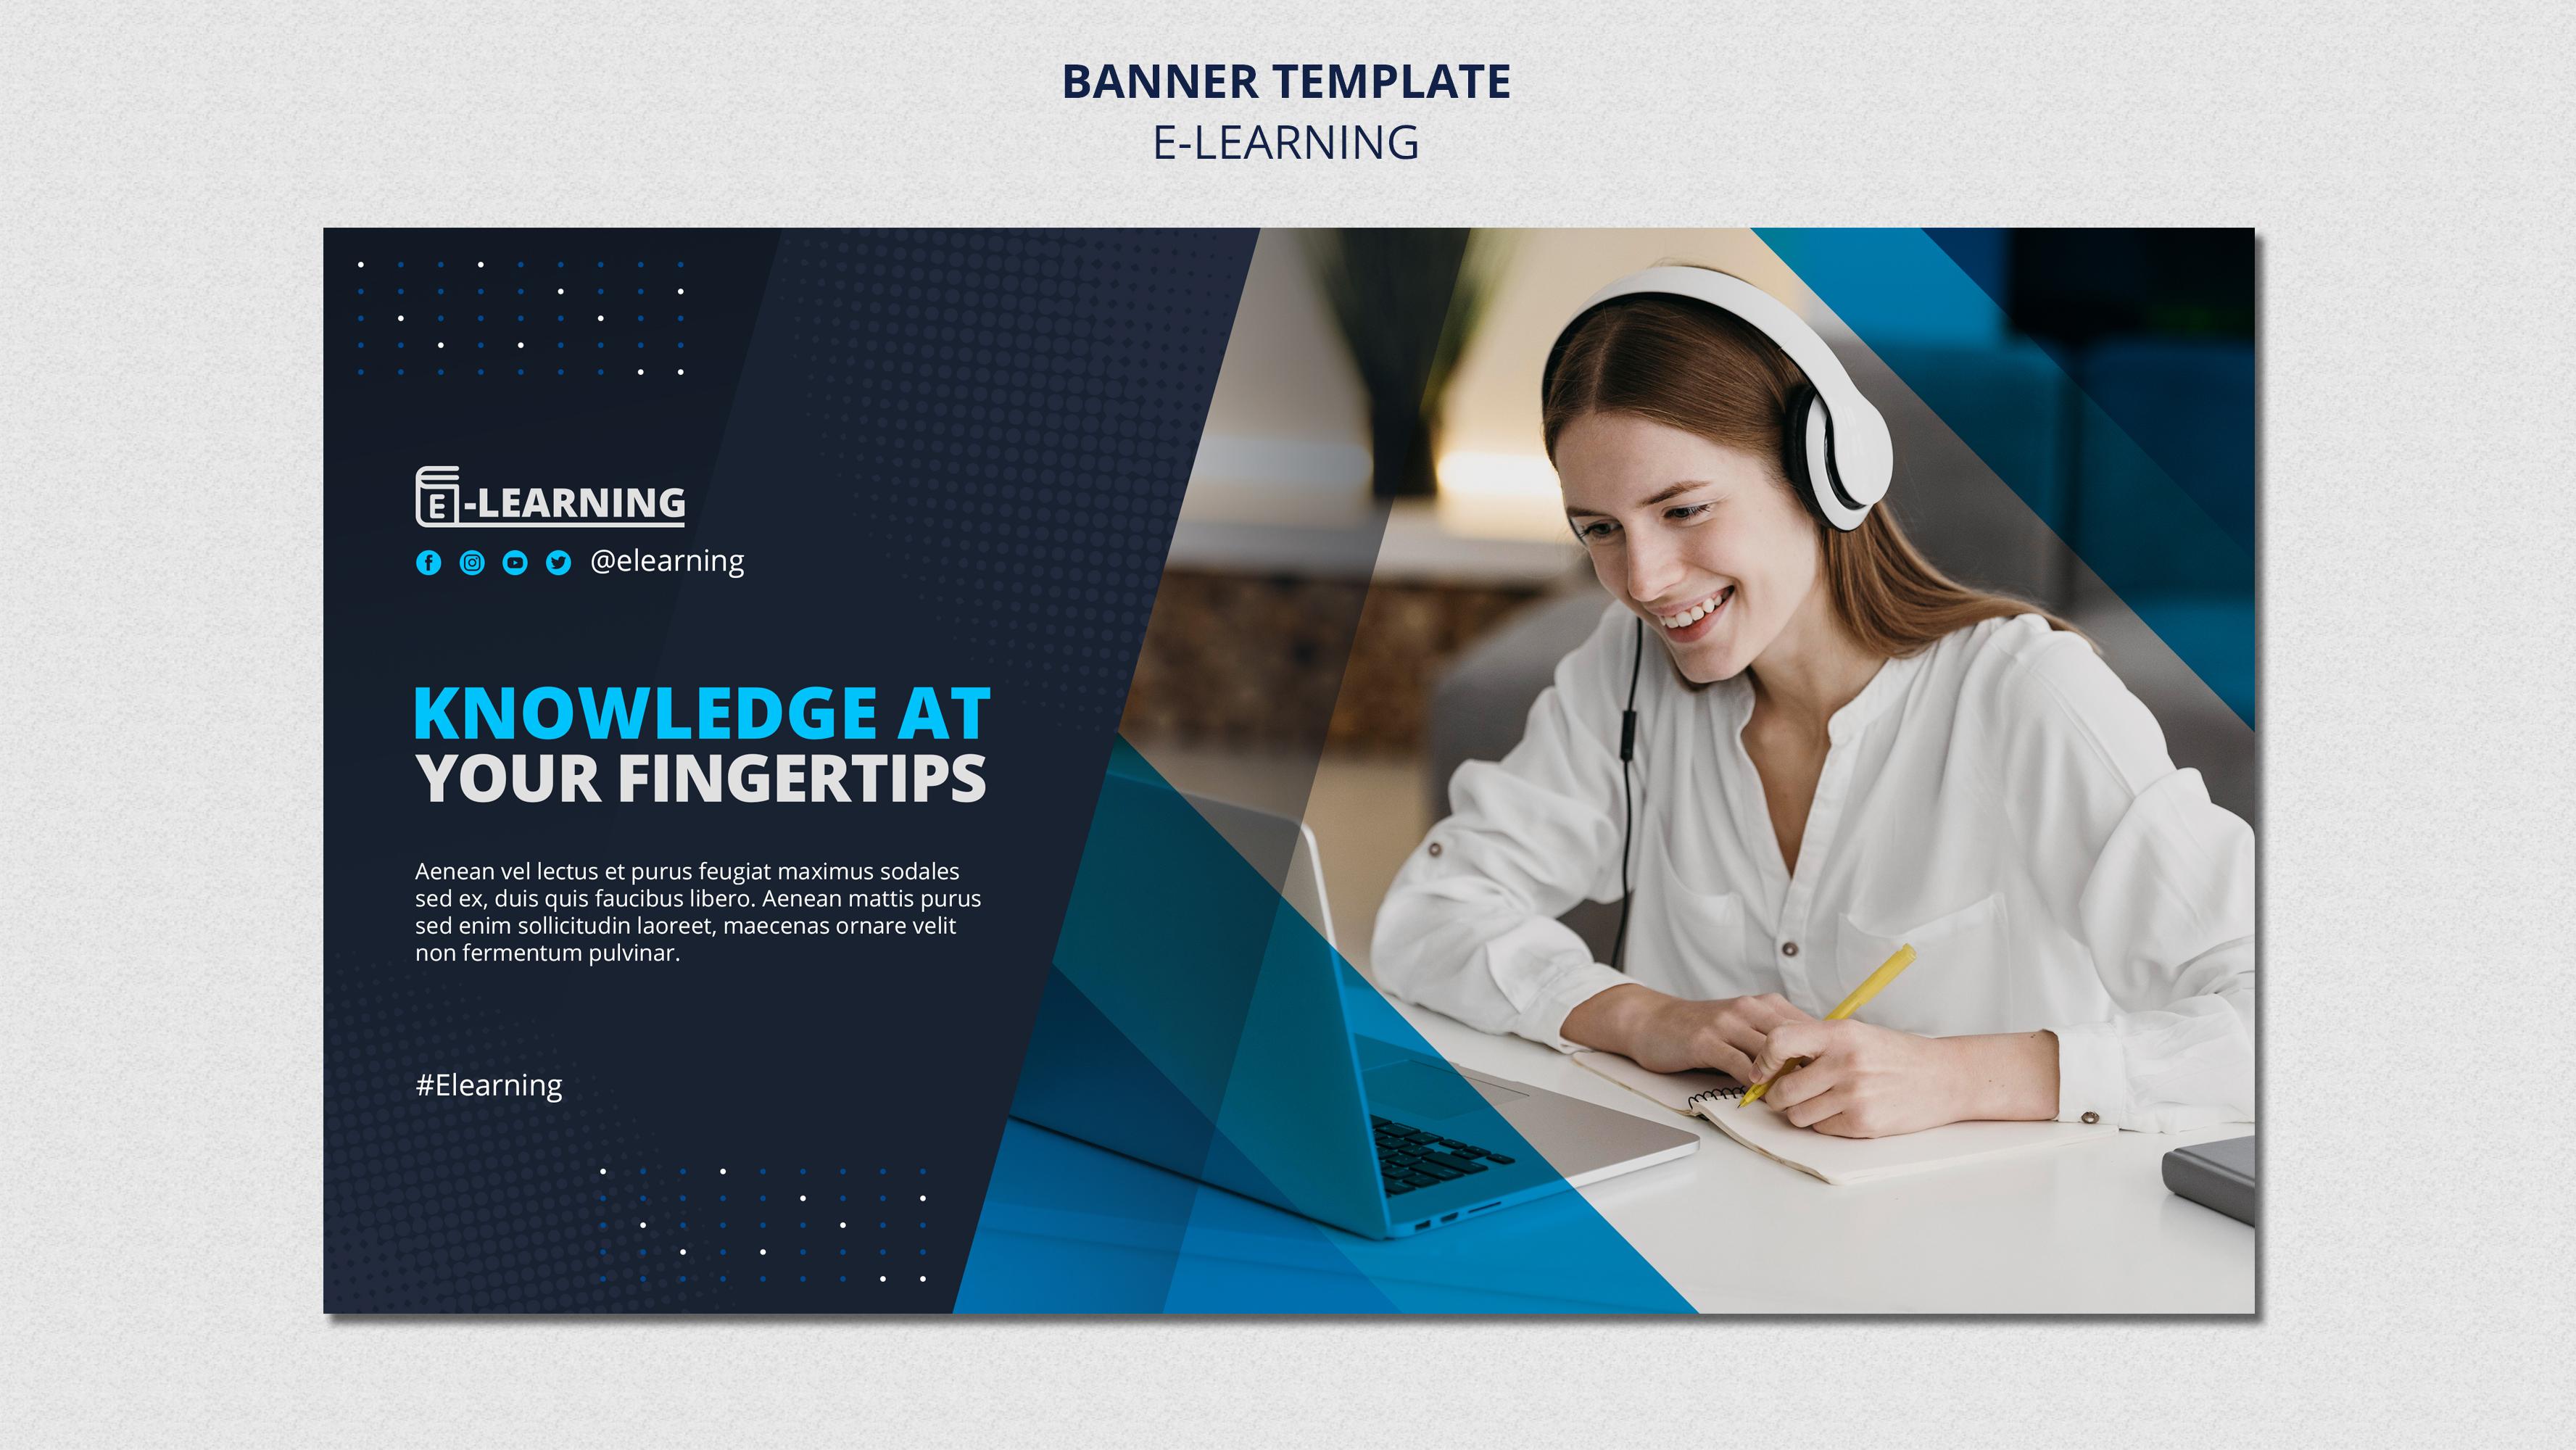 BANNER TEMPLATE
E-LEARNING
E-LEARNING
@elearning
KNOWLEDGE AT
YOUR FINGERTIPS
Aenean vel lectus et purus feugiat maximus sodales
sed ex, duis quis faucibus libero. Aenean mattis purus
sed enim sollicitudin laoreet, maecenas ornare velit
non fermentum pulvinar.
#Elearning